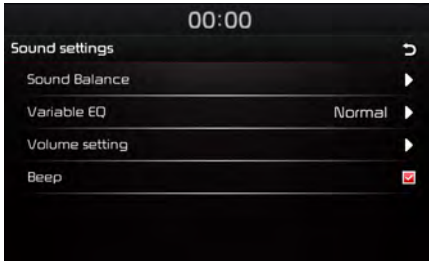 00:00
Sound settings
Sound Balance
Variable EQ Normal
Volume setting
Beep